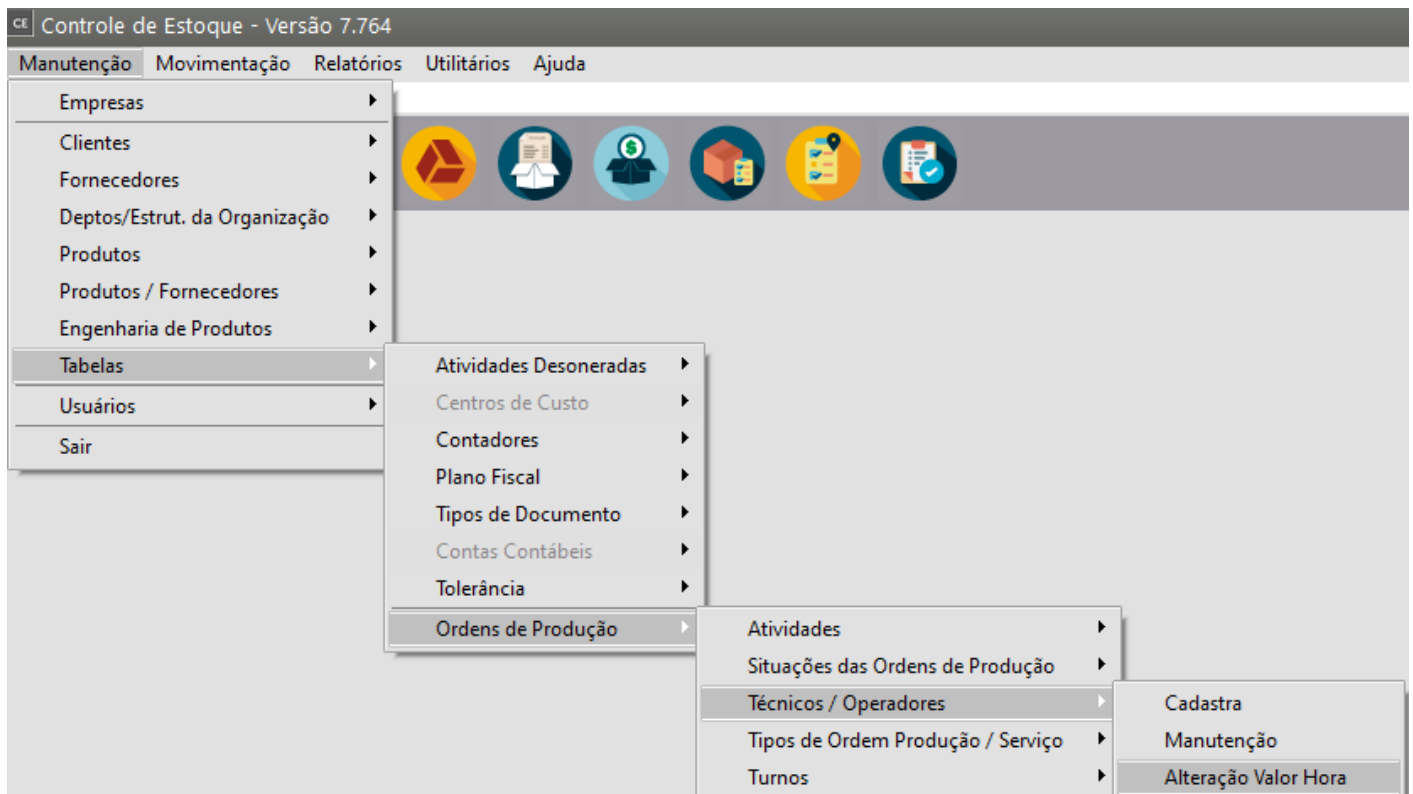 CE Controle de Estoque - Versão 7.764
Manutenção Movimentação Relatórios Utilitários Ajuda
Empresas
Clientes
Fornecedores
Deptos/Estrut. da Organização
Produtos
Produtos / Fornecedores
Engenharia de Produtos
Tabelas
Usuários
Sair
Atividades Desoneradas
Centros de Custo
Contadores
Plano Fiscal
Tipos de Documento
Contas Contábeis
Tolerância
Ordens de Produção
Atividades
Situações das Ordens de Produção
Técnicos / Operadores
Tipos de Ordem Produção / Serviço
Turnos
Cadastra
Manutenção
Alteração Valor Hora